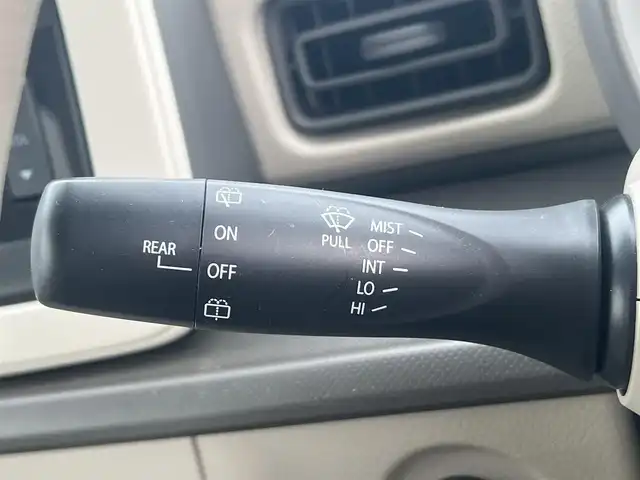 REAR
ON
OFF
PULL
MIST
OFF
INT
LO
HI